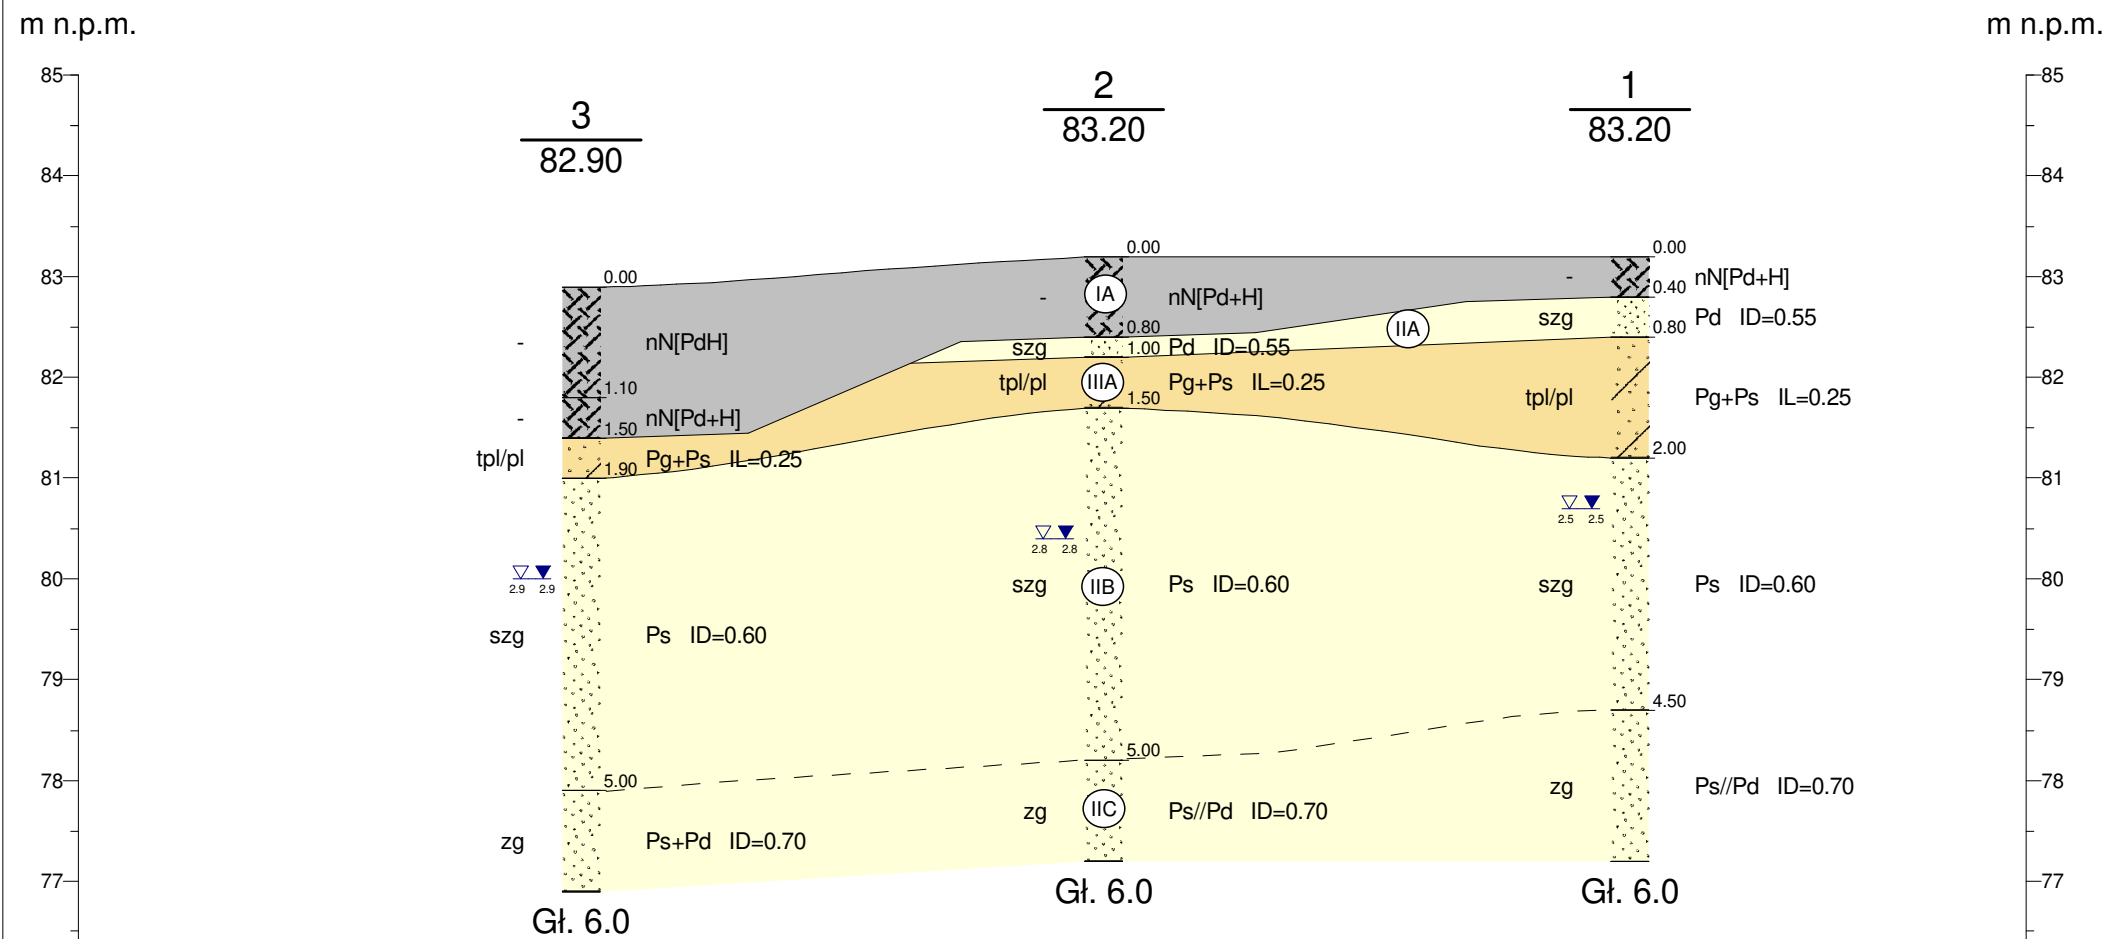 m n.p.m.
m n.p.m.
85
85
2
1
3
83.20
83.20
82.90
84
84
0.00
0.00
83
0.00
-
IA
-
nN[Pd+H]
83
nN[Pd+H]
0.40
szg
Pd ID=0.55
IIA
0.80
0.80
-
nN[PdH]
szg
1.00
Pd ID=0.55
82
1.10
tpl/pl
IIIA
Pg+Ps IL=0.25
82
1.50
tpl/pl
Pg+Ps IL=0.25
-
nN[Pd+H]
1.50
2.00
tpl/pl
Pg+Ps IL=0.25
1.90
81
81
2.5 2.5
2.8 2.8
80
80
2.9 2.9
szg
IIB
Ps ID=0.60
szg
Ps ID=0.60
szg
Ps ID=0.60
79
79
4.50
5.00
78
5.00
78
zg
Ps//Pd ID=0.70
zg
IIC
Ps//Pd ID=0.70
zg
Ps+Pd ID=0.70
77
77
Gł. 6.0
Gł. 6.0
Gł. 6.0